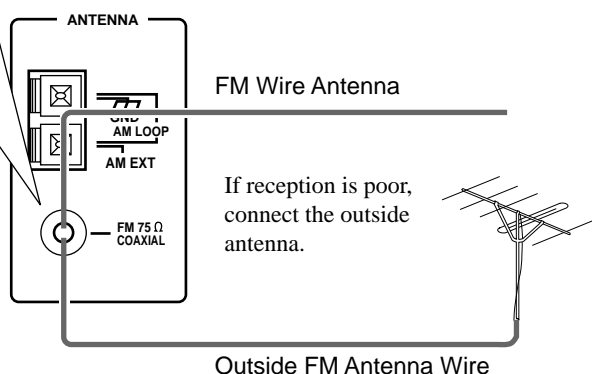 ANTENNA
FM Wire Antenna
GND
AM LOOP
AM EXT
If reception is poor,
connect the outside
antenna.
FM 75 Ω
COAXIAL
Outside FM Antenna Wire